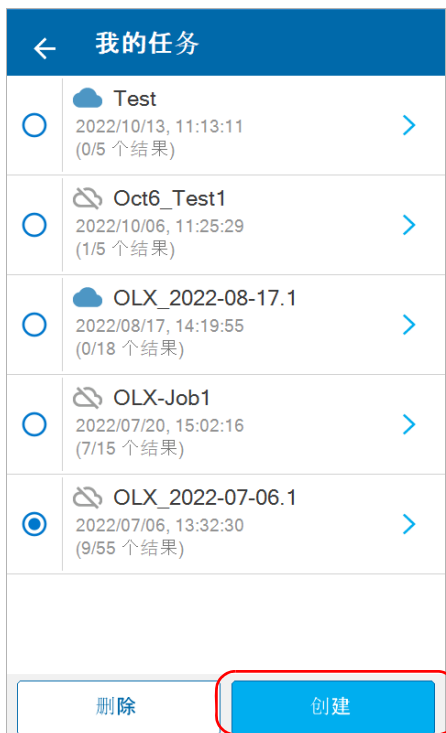 我的任务
Test
2022/10/13, 11:13:11
(0/5 个结果)
Oct6_Test1
2022/10/06, 11:25:29
(1/5 个结果)
OLX_2022-08-17.1
2022/08/17, 14:19:55
(0/18 个结果)
OLX-Job1
2022/07/20, 15:02:16
(7/15 个结果)
OLX_2022-07-06.1
2022/07/06, 13:32:30
(9/55 个结果)
删除 创建